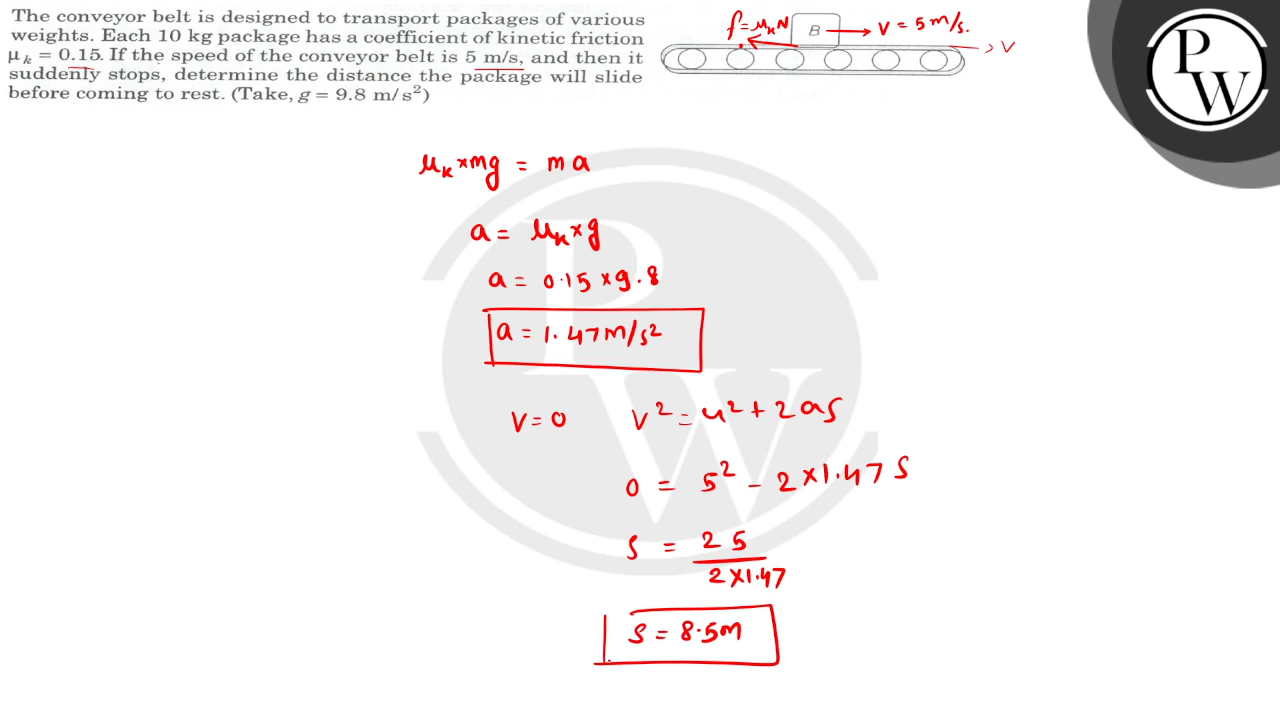 The conveyor belt is designed to transport packages of various
weights. Each 10 kg package has a coefficient of kinetic friction
μ k = 0.15. If the speed of the conveyor belt is 5 m/s, and then it
suddenly stops, determine the distance the package will slide
before coming to rest. (Take, g = 9.8 m/s²)
f=μkN B V = 5 m/s.
V
PW
μk×mg = ma
a = μk×g
a = 0.15×9.8
a = 1.47m/s²
V=0 V² = u²+2as
0 = 5² - 2×1.47 S
S = 25
2×1.47
S = 8.5m
PW